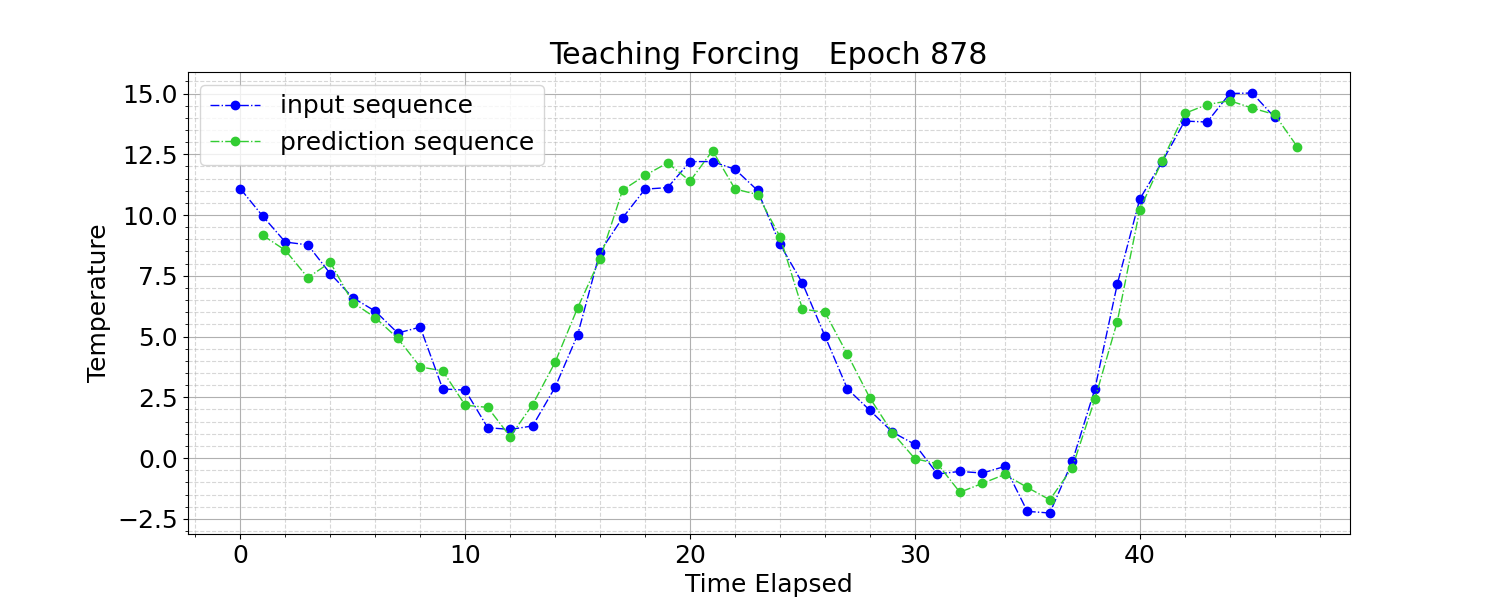 Teaching Forcing   Epoch 878
input sequence
prediction sequence
15.0
12.5
10.0
7.5
5.0
2.5
0.0
−2.5
Temperature
0 10 20 30 40
Time Elapsed